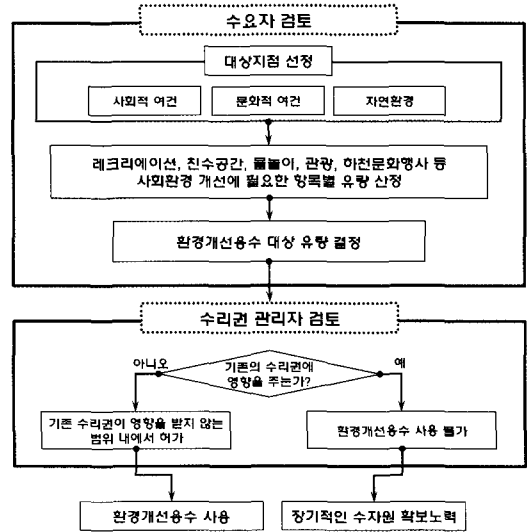 수요자 검토
대상지점 선정
사회적 여건
문화적 여건
자연환경
레크리에이션, 친수공간, 물놀이, 관광, 하천문화행사 등
사회환경 개선에 필요한 항목별 유량 산정
환경개선용수 대상 유량 결정
수리권 관리자 검토
아니오
기존의 수리권에
영향을 주는가?
예
기존 수리권이 영향을 받지 않는
범위 내에서 허가
환경개선용수 사용 불가
환경개선용수 사용
장기적인 수자원 확보노력